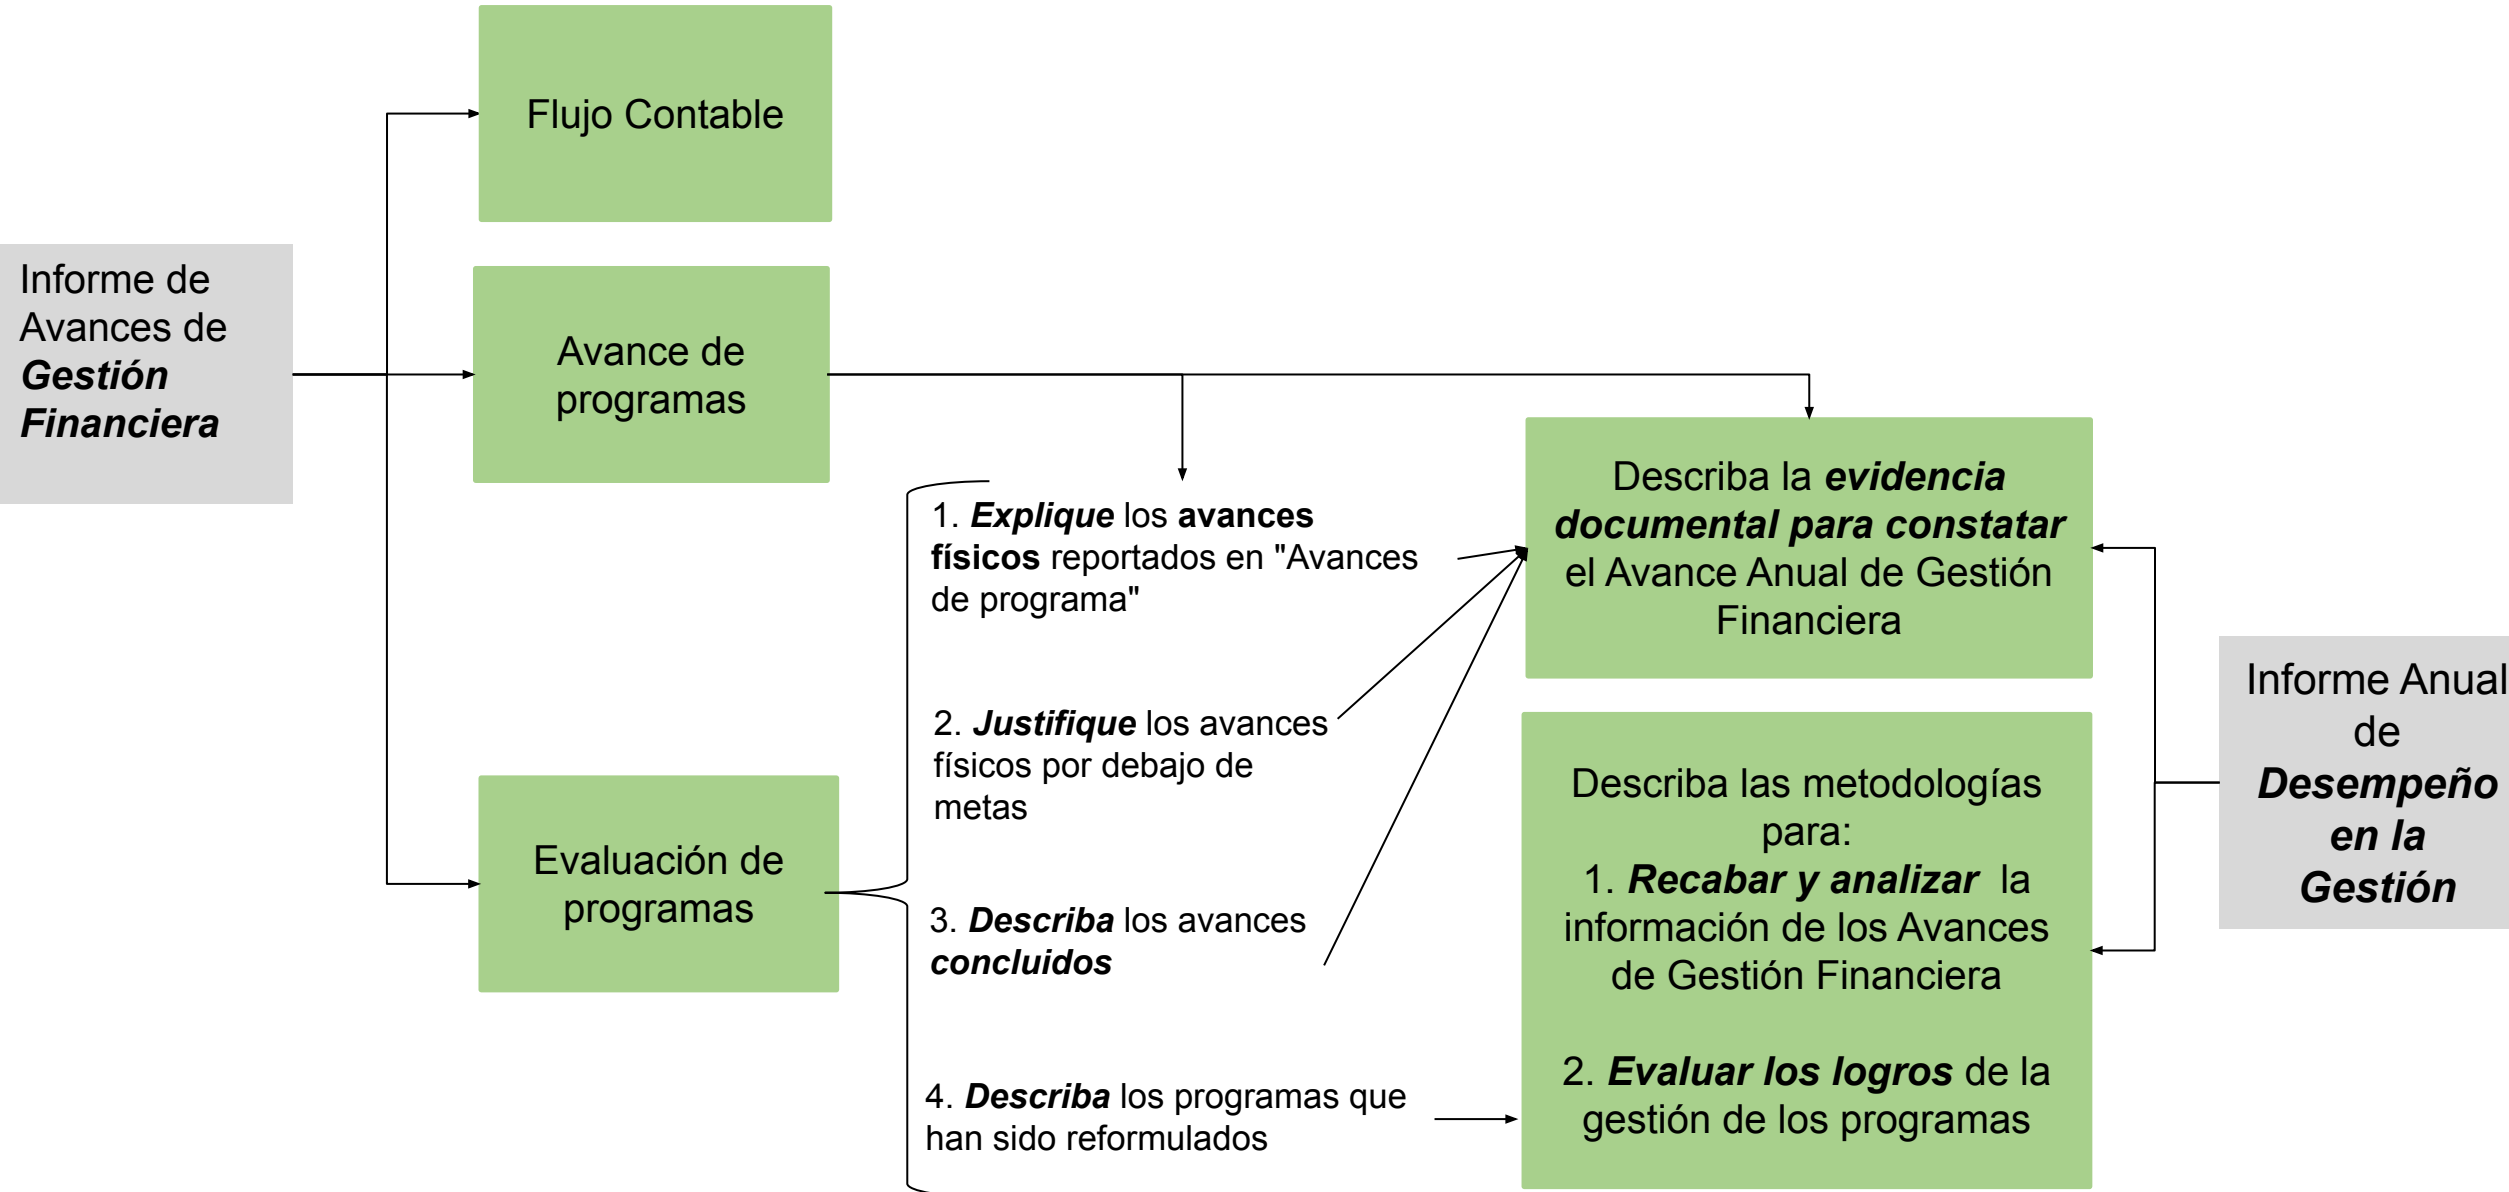 Flujo Contable
Informe de
Avances de
Gestión
Financiera
Avance de
programas
Evaluación de
programas
1. Explique los avances
físicos reportados en "Avances
de programa"
2. Justifique los avances
físicos por debajo de
metas
3. Describa los avances
concluidos
4. Describa los programas que
han sido reformulados
Describa la evidencia
documental para constatar
el Avance Anual de Gestión
Financiera
Describa las metodologías
para:
1. Recabar y analizar la
información de los Avances
de Gestión Financiera
2. Evaluar los logros de la
gestión de los programas
Informe Anual
de
Desempeño
en la
Gestión